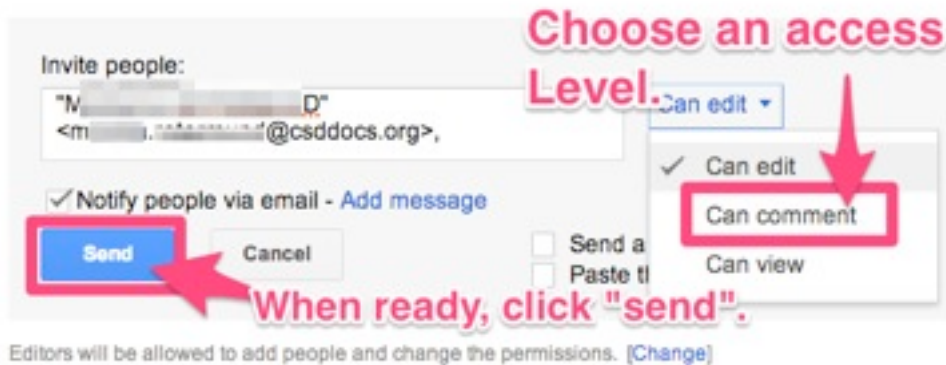 Choose an access
Level.
Invite people:
"M D"
<m . @csddocs.org>,
Can edit
Can edit
Can comment
Can view
Notify people via email - Add message
Send
Cancel
Send a
Paste t
When ready, click "send".
Editors will be allowed to add people and change the permissions. [Change]